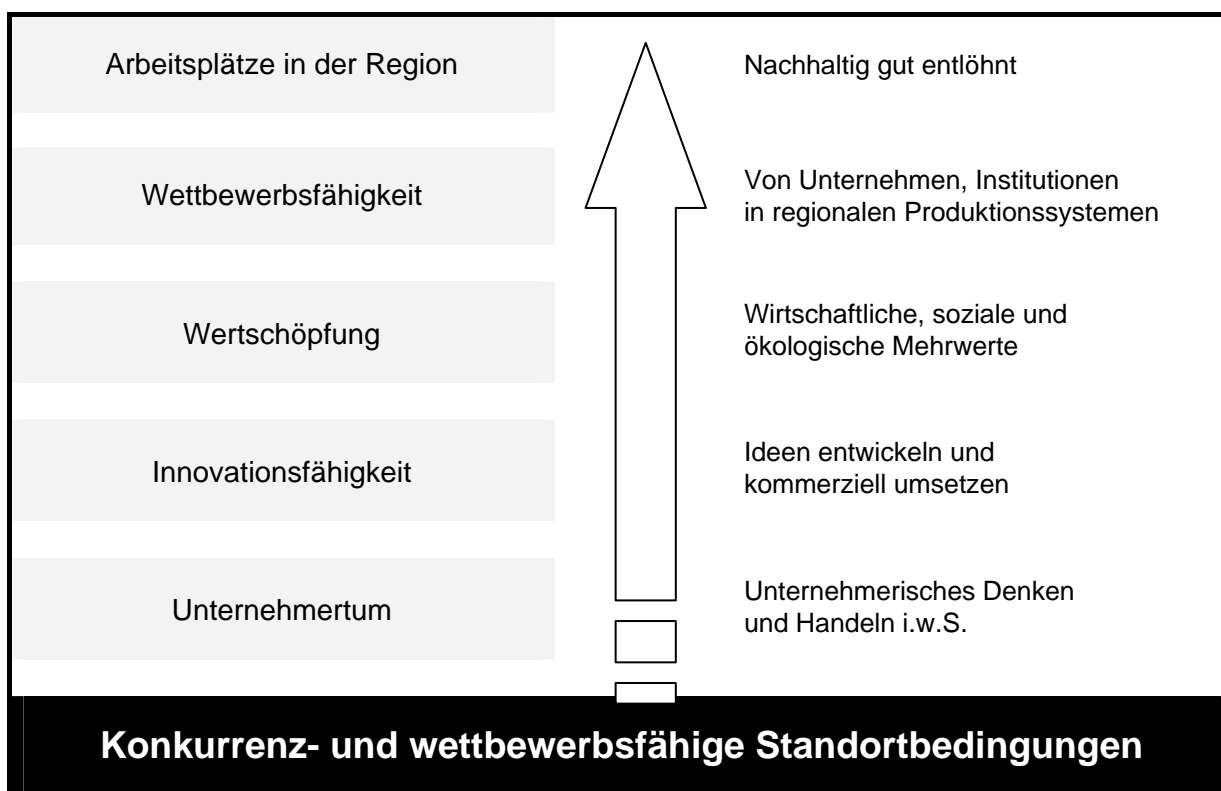 Arbeitsplätze in der Region
Nachhaltig gut entlöhnt
Wettbewerbsfähigkeit
Von Unternehmen, Institutionen
in regionalen Produktionssystemen
Wertschöpfung
Wirtschaftliche, soziale und
ökologische Mehrwerte
Innovationsfähigkeit
Ideen entwickeln und
kommerziell umsetzen
Unternehmertum
Unternehmerisches Denken
und Handeln i.w.S.
Konkurrenz- und wettbewerbsfähige Standortbedingungen